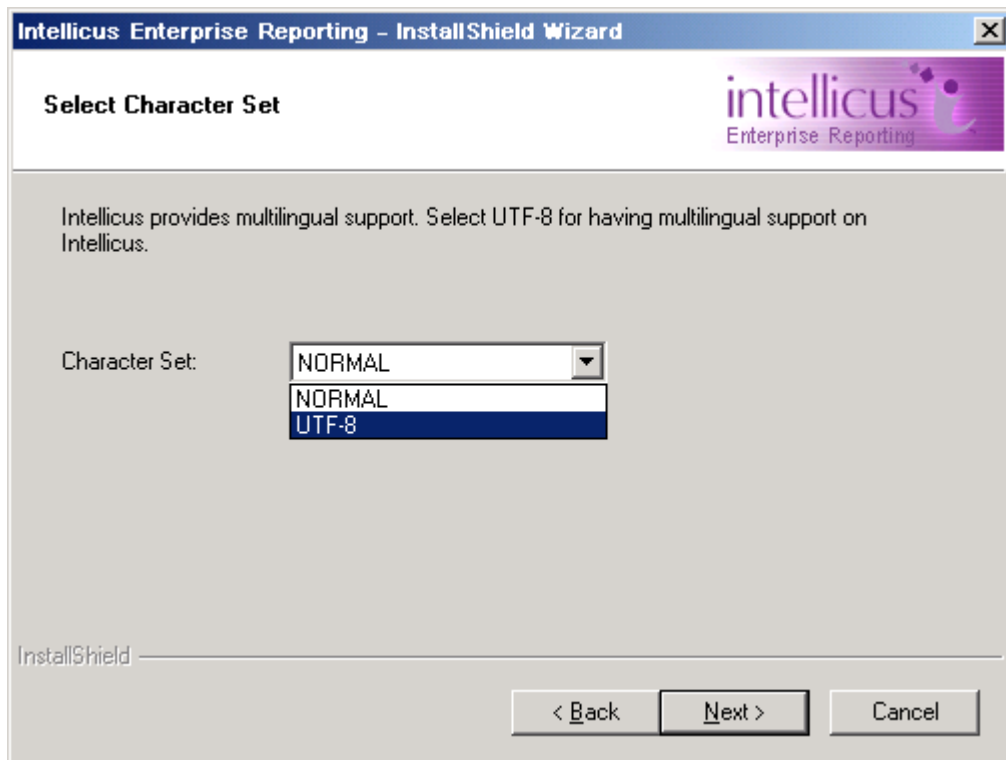 Intellicus Enterprise Reporting - InstallShield Wizard
Select Character Set
intellicus
Enterprise Reporting
Intellicus provides multilingual support. Select UTF-8 for having multilingual support on
Intellicus.
Character Set:
NORMAL
NORMAL
UTF-8
InstallShield
< Back
Next >
Cancel